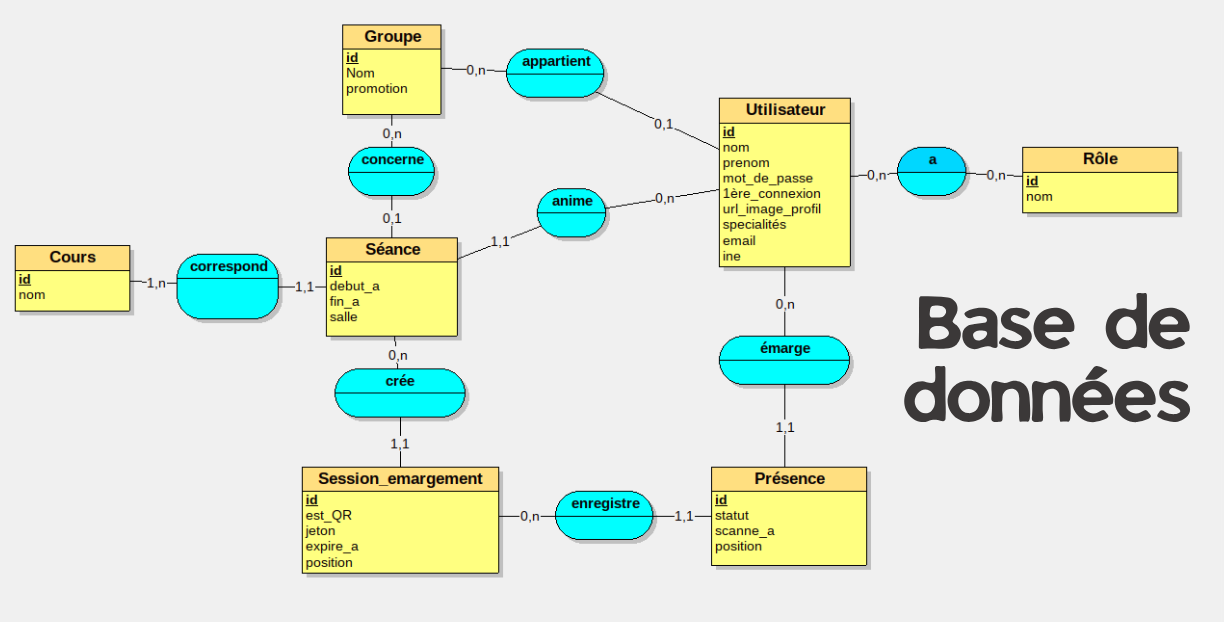 Groupe
id
Nom
promotion
0,n
appartient
0,1
Utilisateur
id
nom
prenom
mot_de_passe
1ère_connexion
url_image_profil
specialités
email
ine
0,n
a
0,n
Rôle
id
nom
0,n
concerne
0,1
anime
0,n
1,1
Cours
id
nom
1,n
correspond
1,1
Séance
id
debut_a
fin_a
salle
0,n
crée
1,1
0,n
émarge
1,1
Base de
données
Session_emargement
id
est_QR
jeton
expire_a
position
0,n
enregistre
1,1
Présence
id
statut
scanne_a
position